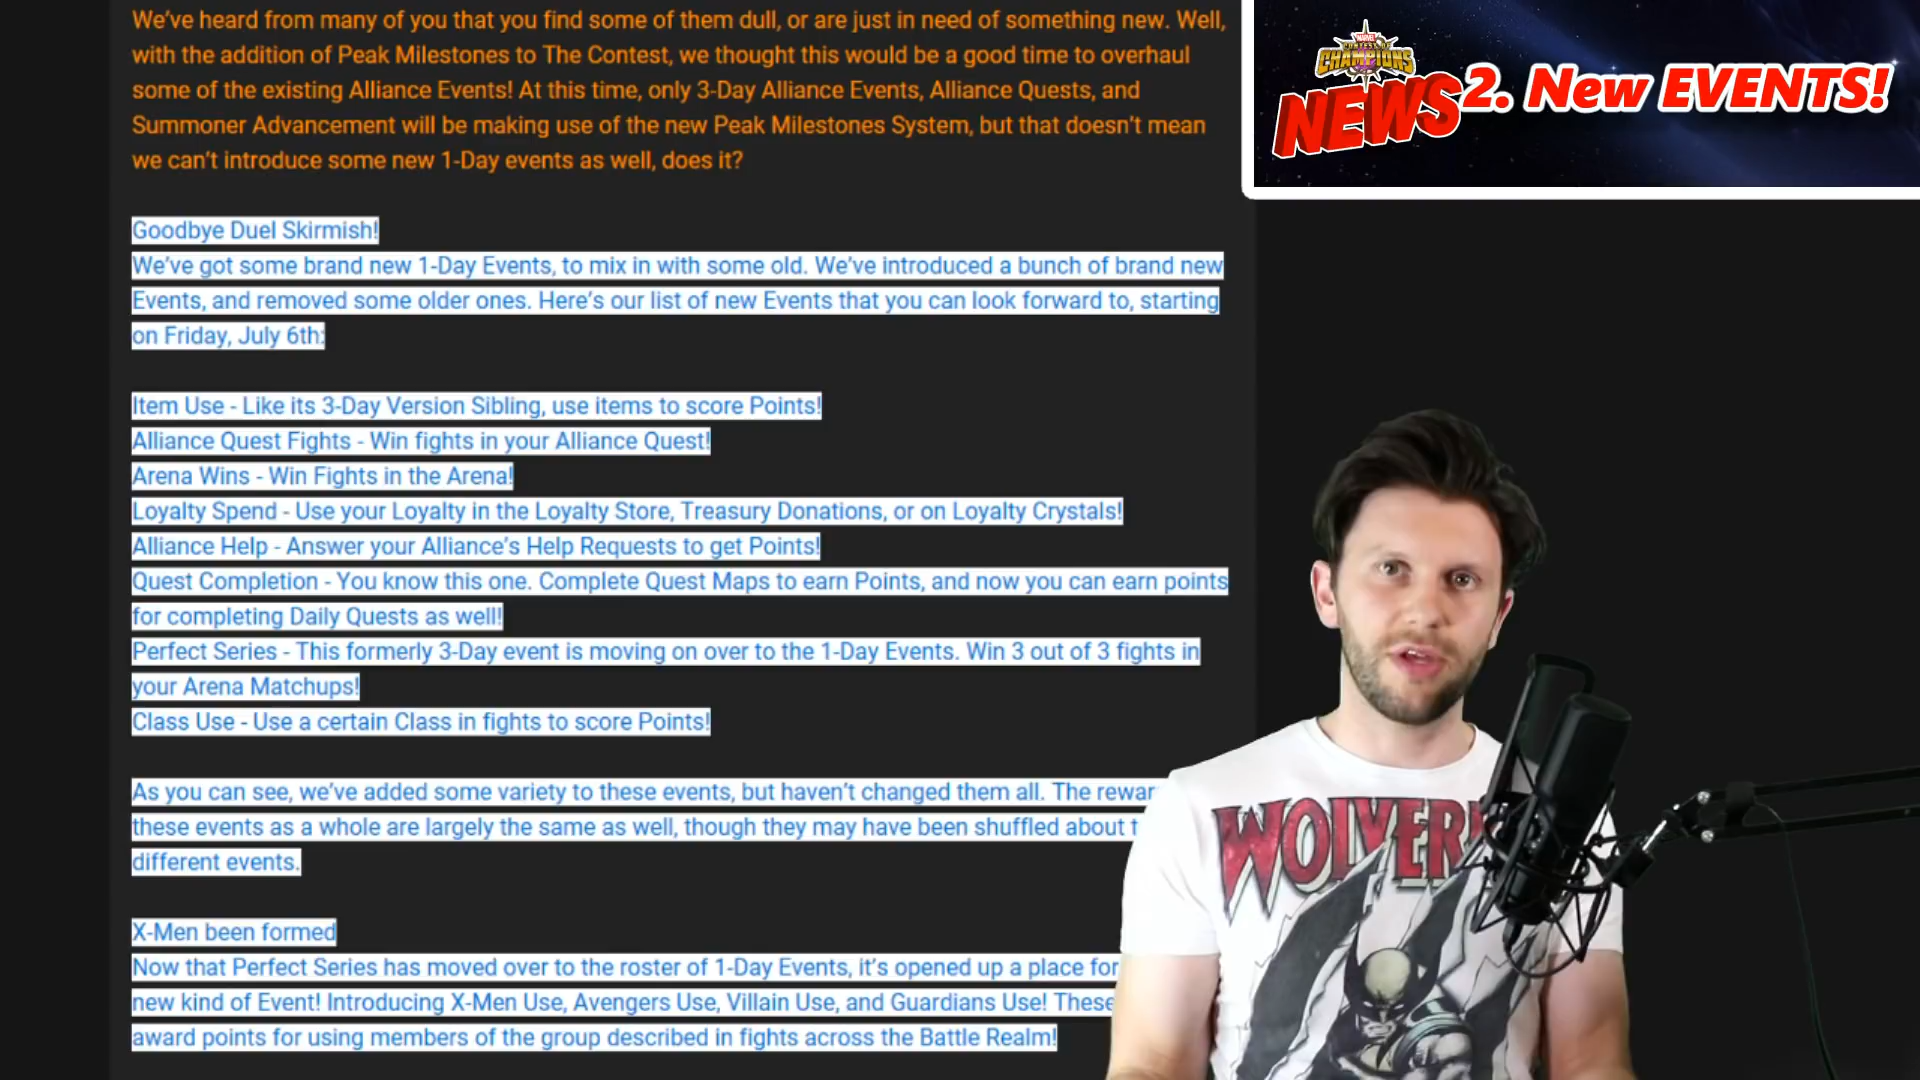 We've heard from many of you that you find some of them dull, or are just in need of something new. Well,
with the addition of Peak Milestones to The Contest, we thought this would be a good time to overhaul
some of the existing Alliance Events! At this time, only 3-Day Alliance Events, Alliance Quests, and
Summoner Advancement will be making use of the new Peak Milestones System, but that doesn't mean
we can't introduce some new 1-Day events as well, does it?
Goodbye Duel Skirmish!
We've got some brand new 1-Day Events, to mix in with some old. We've introduced a bunch of brand new
Events, and removed some older ones. Here's our list of new Events that you can look forward to, starting
on Friday, July 6th:
Item Use - Like its 3-Day Version Sibling, use items to score Points!
Alliance Quest Fights - Win fights in your Alliance Quest!
Arena Wins - Win Fights in the Arena!
Loyalty Spend - Use your Loyalty in the Loyalty Store, Treasury Donations, or on Loyalty Crystals!
Alliance Help - Answer your Alliance's Help Requests to get Points!
Quest Completion - You know this one. Complete Quest Maps to earn Points, and now you can earn points
for completing Daily Quests as well!
Perfect Series - This formerly 3-Day event is moving on over to the 1-Day Events. Win 3 out of 3 fights in
your Arena Matchups!
Class Use - Use a certain Class in fights to score Points!
As you can see, we've added some variety to these events, but haven't changed them all. The
these events as a whole are largely the same as well, though they may have been shuffled about
different events.
X-Men been formed
Now that Perfect Series has moved over to the roster of 1-Day Events, it's opened up a place for
new kind of Event! Introducing X-Men Use, Avengers Use, Villain Use, and Guardians Use! These
award points for using members of the group described in fights across the Battle Realm!
MARVEL
CONTEST OF
CHAMPIONS
NEWS
2. New EVENTS!
WOLVER